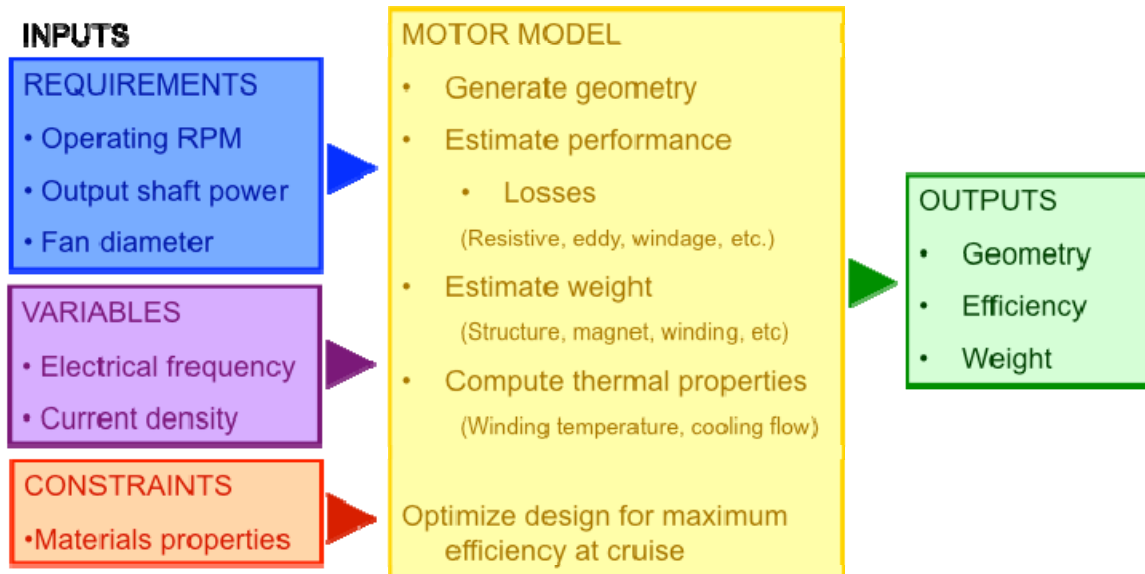 INPUTS
REQUIREMENTS
• Operating RPM
• Output shaft power
• Fan diameter
VARIABLES
• Electrical frequency
• Current density
CONSTRAINTS
•Materials properties
MOTOR MODEL
• Generate geometry
• Estimate performance
• Losses
(Resistive, eddy, windage, etc.)
• Estimate weight
(Structure, magnet, winding, etc)
• Compute thermal properties
(Winding temperature, cooling flow)
Optimize design for maximum
efficiency at cruise
OUTPUTS
• Geometry
• Efficiency
• Weight